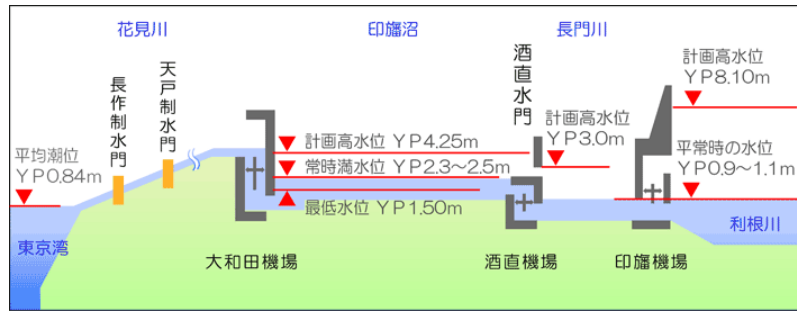 花見川
印旛沼
長門川
長作制水門
天戸制水門
酒直水門
計画高水位
YP8.10m
計画高水位
YP3.0m
計画高水位 YP4.25m
常時満水位 YP2.3〜2.5m
最低水位 YP1.50m
平均潮位
YP0.84m
平常時の水位
YP0.9〜1.1m
東京湾
利根川
大和田機場
酒直機場
印旛機場